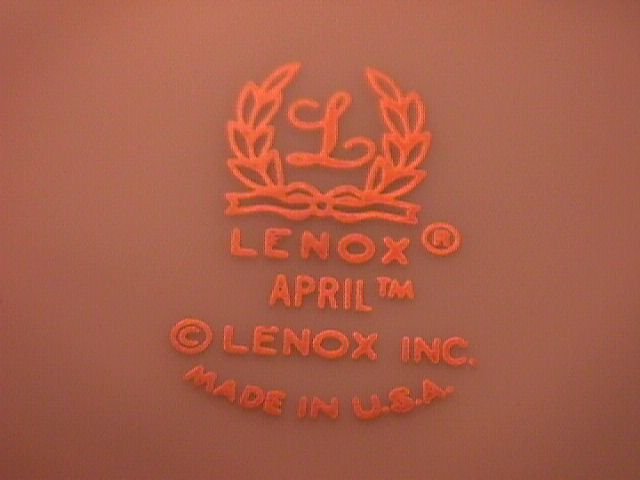 L
LENOX®
APRIL™
© LENOX INC.
MADE IN U.S.A.